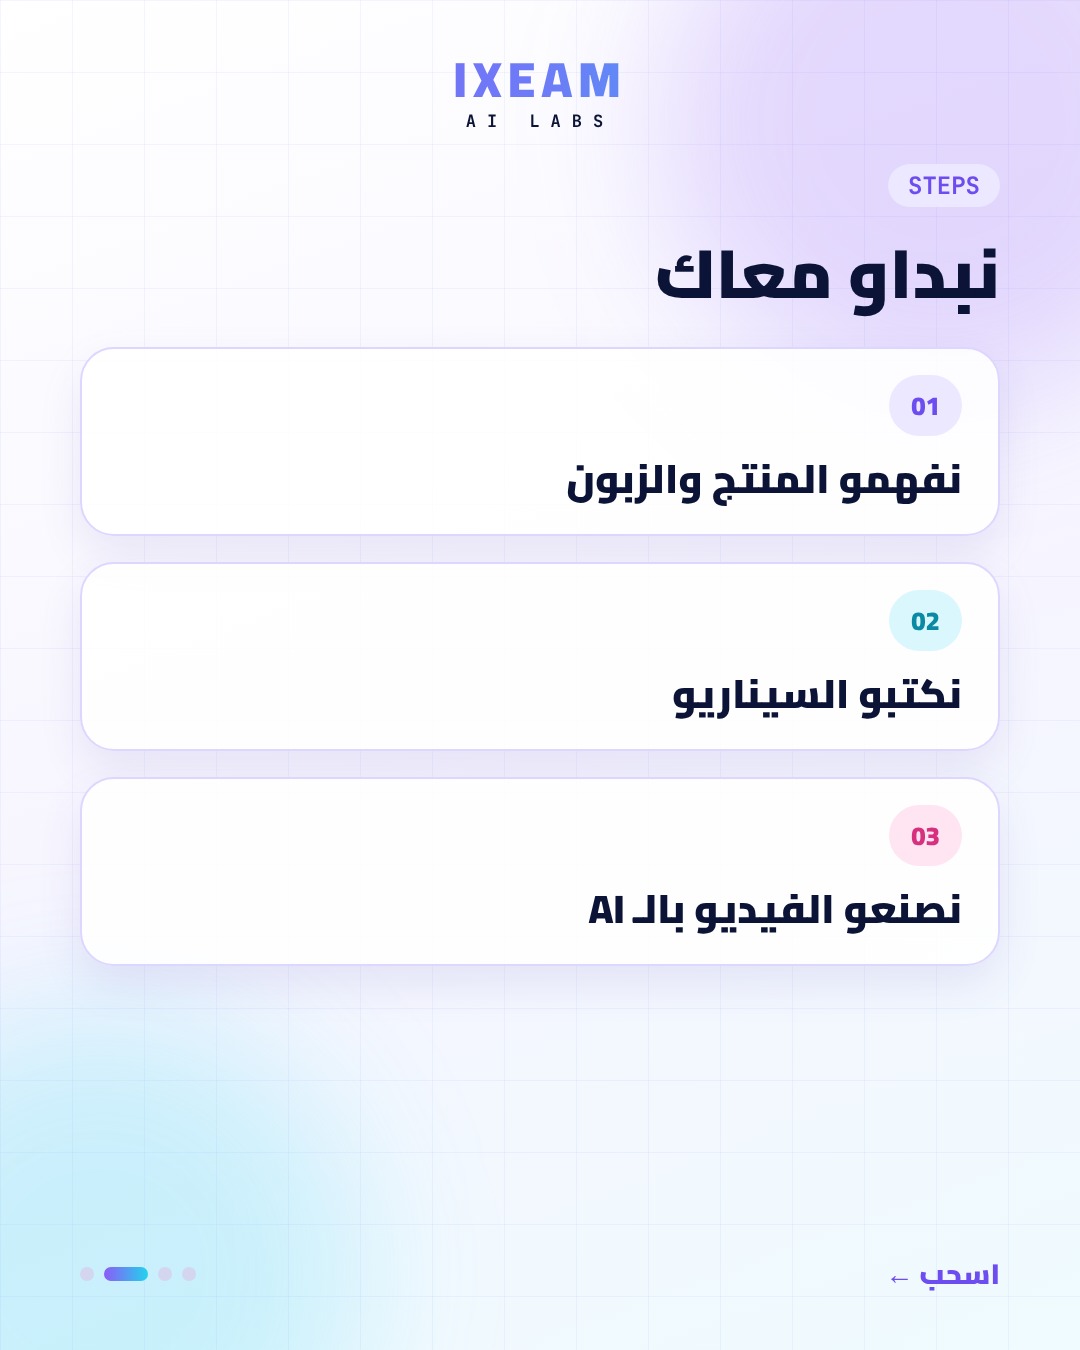 IXEAM
AI LABS
STEPS
نبداو معاك
01
نفهمو المنتج والزبون
02
نكتبو السيناريو
03
نصنعو الفيديو بالـ AI
اسحب ←